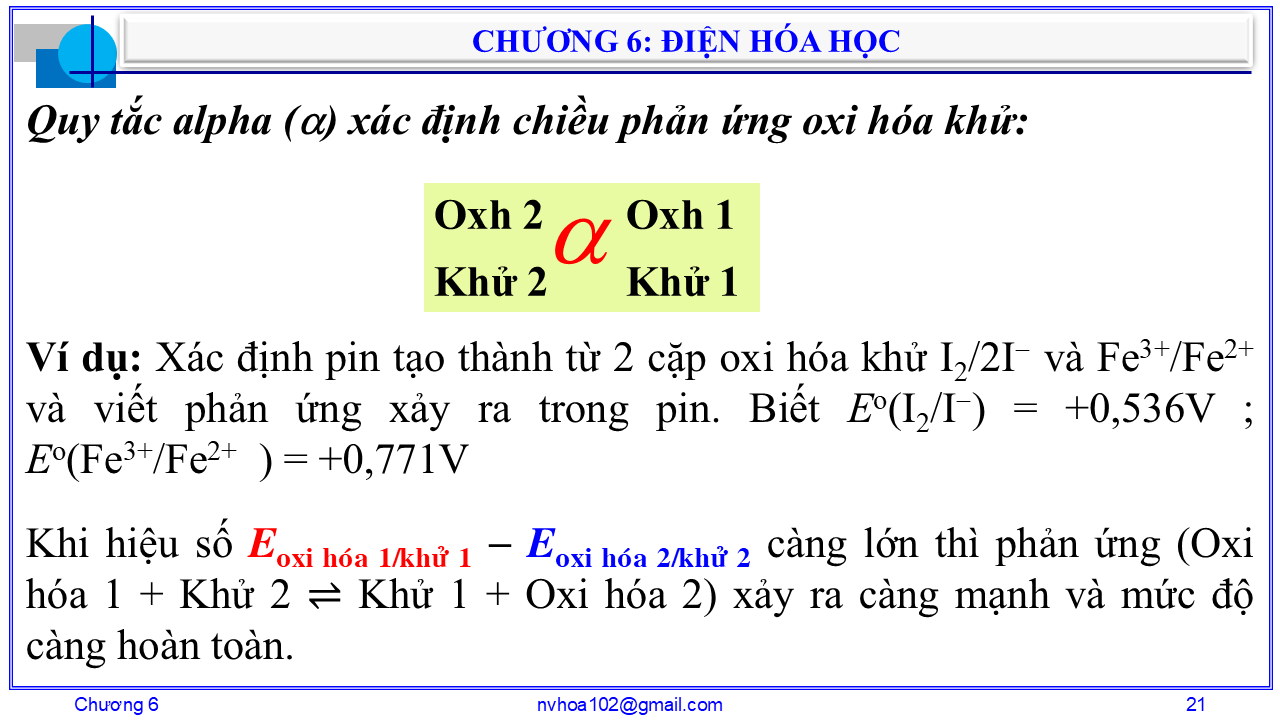 CHƯƠNG 6: ĐIỆN HÓA HỌC
Quy tắc alpha (α) xác định chiều phản ứng oxi hóa khử:
Oxh 2 α Oxh 1
Khử 2 Khử 1
Ví dụ: Xác định pin tạo thành từ 2 cặp oxi hóa khử I₂/2I⁻ và Fe³⁺/Fe²⁺
và viết phản ứng xảy ra trong pin. Biết Eᵒ(I₂/I⁻) = +0,536V ;
Eᵒ(Fe³⁺/Fe²⁺ ) = +0,771V
Khi hiệu số E oxi hóa 1/khử 1 – E oxi hóa 2/khử 2 càng lớn thì phản ứng (Oxi
hóa 1 + Khử 2 ⇌ Khử 1 + Oxi hóa 2) xảy ra càng mạnh và mức độ
càng hoàn toàn.
Chương 6 nvhoa102@gmail.com 21